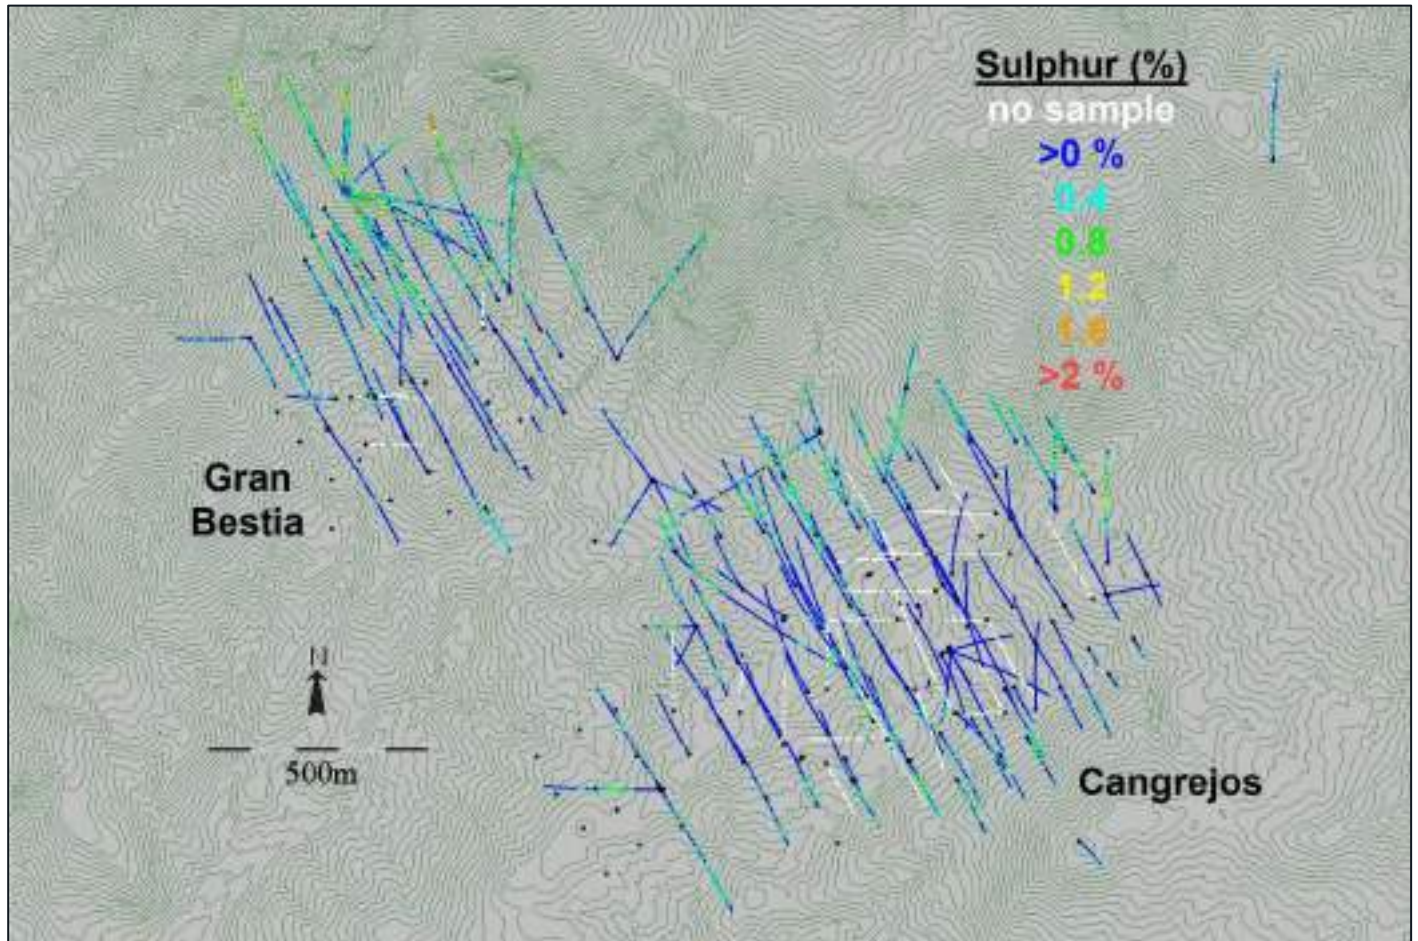 Sulphur (%)
no sample
>0 %
0.4
0.8
1.2
1.6
>2 %
Gran
Bestia
N
500m
Cangrejos